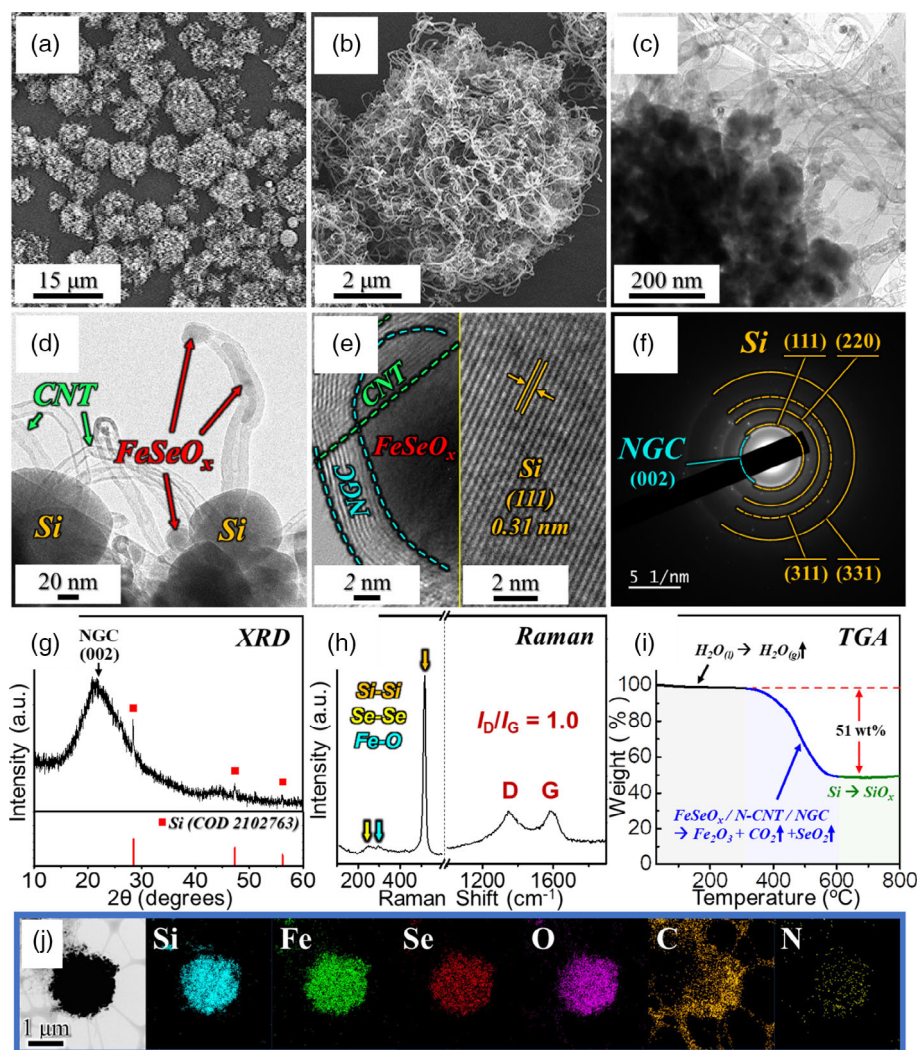 (a)
15 μm
(b)
2 μm
(c)
200 nm
(d)
CNT
FeSeOₓ
Si
Si
20 nm
(e)
CNT
FeSeOₓ
NGC
Si
(111)
0.31 nm
2 nm
2 nm
(f)
Si (111) (220)
NGC
(002)
(311) (331)
5 1/nm
(g)
XRD
NGC
(002)
Si (COD 2102763)
Intensity (a.u.)
10 20 30 40 50 60
2θ (degrees)
(h)
Raman
Si-Si
Se-Se
Fe-O
I_D/I_G = 1.0
D G
Intensity (a.u.)
200 400 1200 1600 1900
Raman Shift (cm⁻¹)
(i)
TGA
H₂O₍ₗ₎ → H₂O₍g₎↑
51 wt%
Si → SiOₓ
FeSeOₓ / N-CNT / NGC
→ Fe₂O₃ + CO₂↑ +SeO₂↑
Weight (%)
100
80
60
40
20
0
200 400 600 800
Temperature (ºC)
(j)
1 μm
Si
Fe
Se
O
C
N